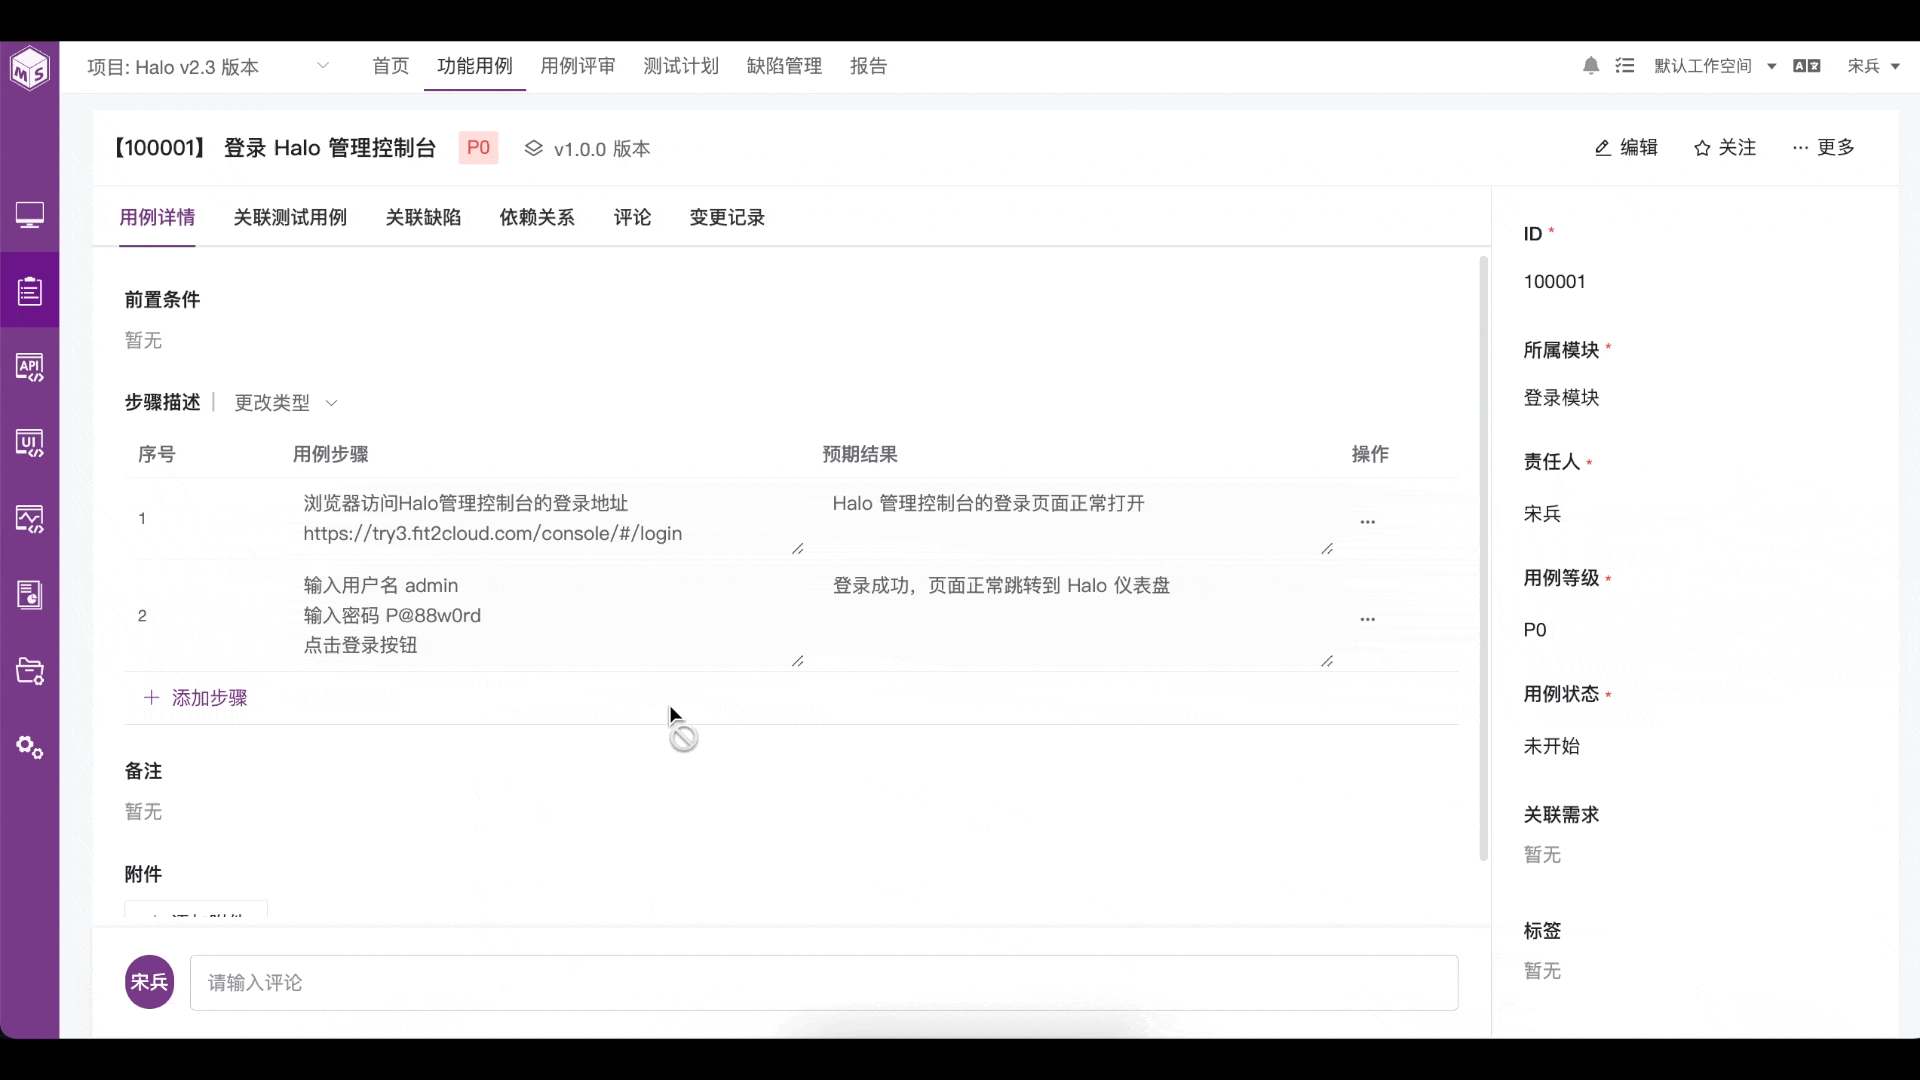 MS
项目: Halo v2.3 版本
首页
功能用例
用例评审
测试计划
缺陷管理
报告
默认工作空间
宋兵
【100001】 登录 Halo 管理控制台
P0
v1.0.0 版本
编辑
关注
更多
用例详情
关联测试用例
关联缺陷
依赖关系
评论
变更记录
前置条件
暂无
步骤描述
更改类型
序号
用例步骤
预期结果
操作
1
浏览器访问Halo管理控制台的登录地址
https://try3.fit2cloud.com/console/#/login
Halo 管理控制台的登录页面正常打开
2
输入用户名 admin
输入密码 P@88w0rd
点击登录按钮
登录成功，页面正常跳转到 Halo 仪表盘
添加步骤
备注
暂无
附件
宋兵
请输入评论
ID *
100001
所属模块 *
登录模块
责任人 *
宋兵
用例等级 *
P0
用例状态 *
未开始
关联需求
暂无
标签
暂无
API
UI